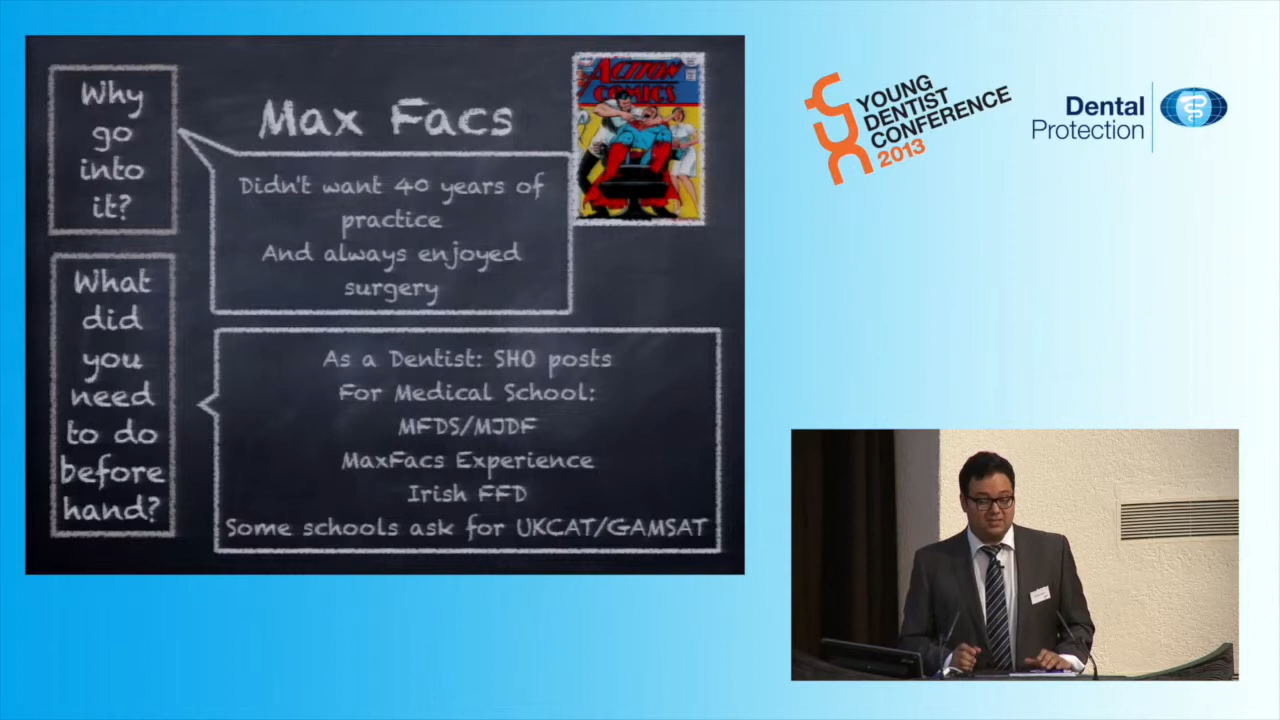 Why
go
into
it?
Max Facs
ACTION
COMICS
Didn't want 40 years of
practice
And always enjoyed
surgery
What
did
you
need
to do
before
hand?
As a Dentist: SHO posts
For Medical School:
MFDS/MJDF
MaxFacs Experience
Irish FFD
Some schools ask for UKCAT/GAMSAT
YOUNG
DENTIST
CONFERENCE
2013
Dental
Protection